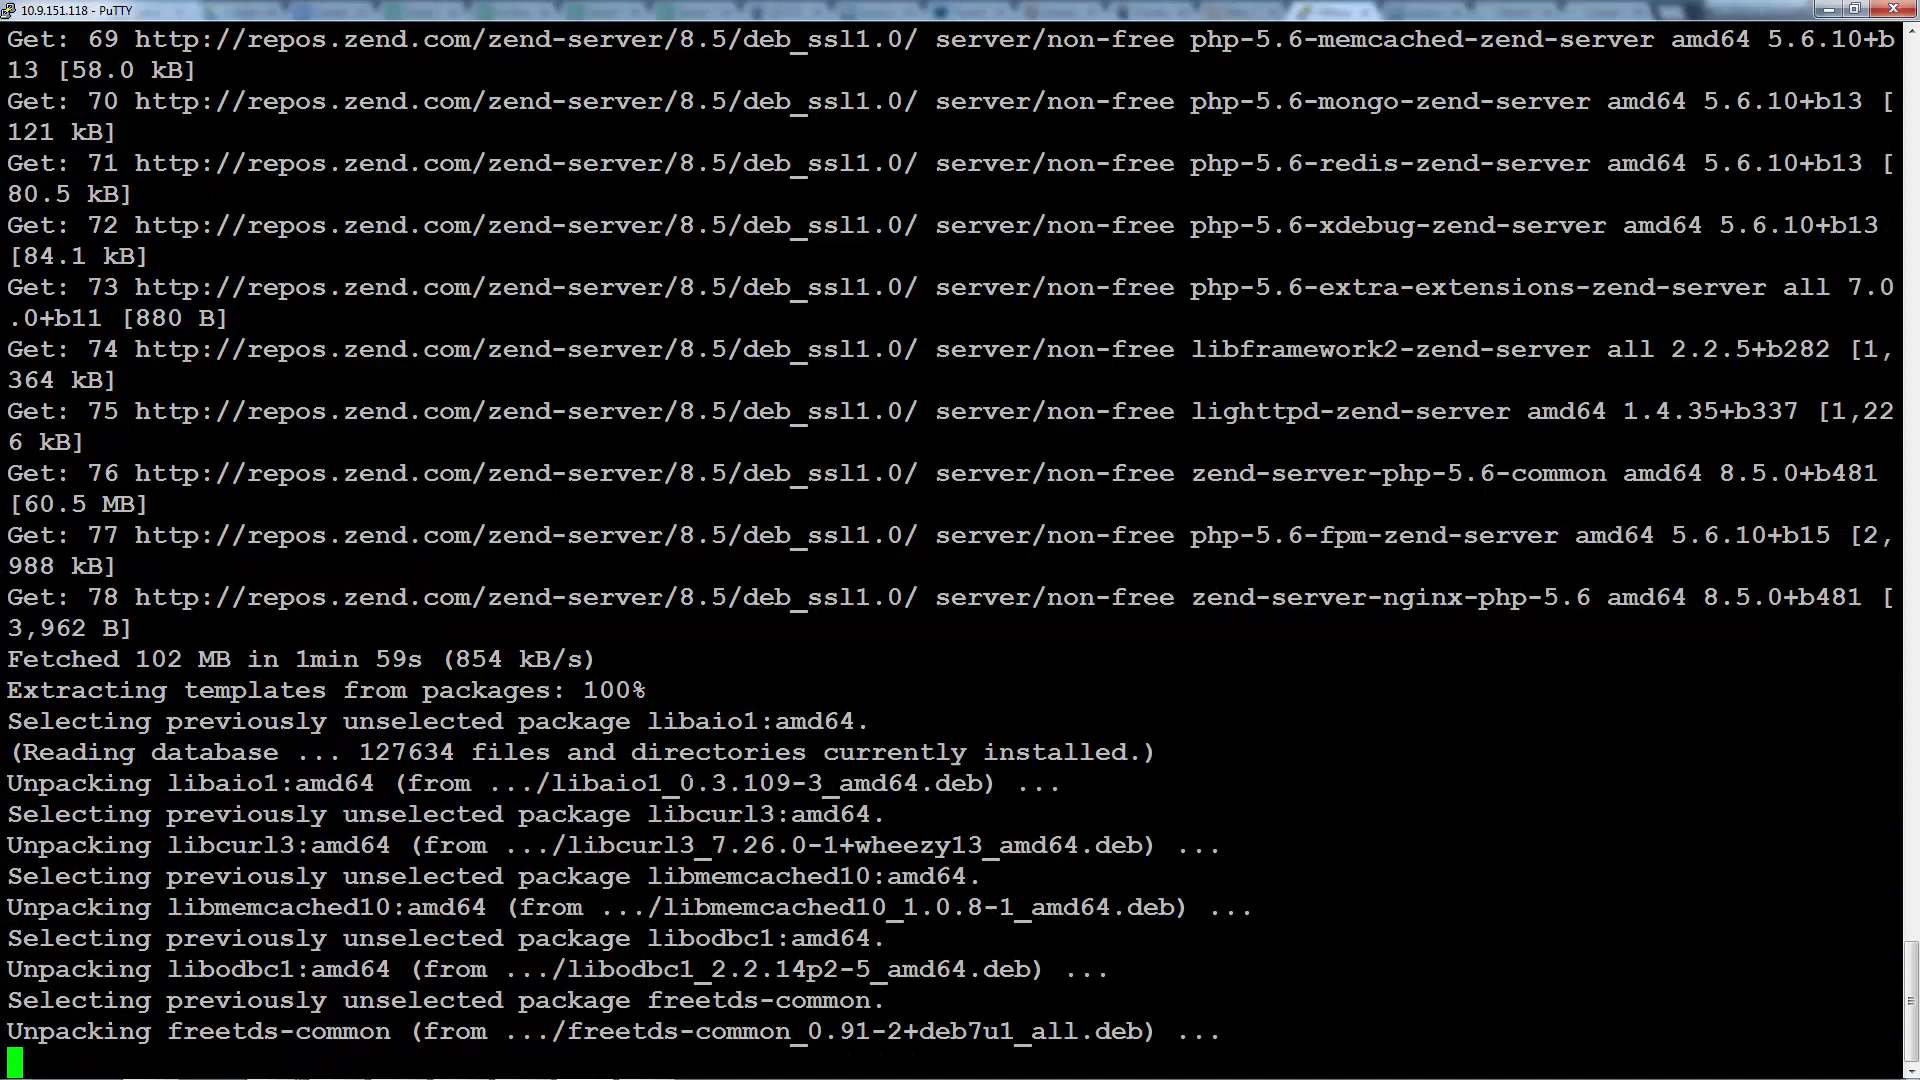 10.9.151.118 - PuTTY
Get: 69 http://repos.zend.com/zend-server/8.5/deb_ssl1.0/ server/non-free php-5.6-memcached-zend-server amd64 5.6.10+b
13 [58.0 kB]
Get: 70 http://repos.zend.com/zend-server/8.5/deb_ssl1.0/ server/non-free php-5.6-mongo-zend-server amd64 5.6.10+b13 [
121 kB]
Get: 71 http://repos.zend.com/zend-server/8.5/deb_ssl1.0/ server/non-free php-5.6-redis-zend-server amd64 5.6.10+b13 [
80.5 kB]
Get: 72 http://repos.zend.com/zend-server/8.5/deb_ssl1.0/ server/non-free php-5.6-xdebug-zend-server amd64 5.6.10+b13
[84.1 kB]
Get: 73 http://repos.zend.com/zend-server/8.5/deb_ssl1.0/ server/non-free php-5.6-extra-extensions-zend-server all 7.0
.0+b11 [880 B]
Get: 74 http://repos.zend.com/zend-server/8.5/deb_ssl1.0/ server/non-free libframework2-zend-server all 2.2.5+b282 [1,
364 kB]
Get: 75 http://repos.zend.com/zend-server/8.5/deb_ssl1.0/ server/non-free lighttpd-zend-server amd64 1.4.35+b337 [1,22
6 kB]
Get: 76 http://repos.zend.com/zend-server/8.5/deb_ssl1.0/ server/non-free zend-server-php-5.6-common amd64 8.5.0+b481
[60.5 MB]
Get: 77 http://repos.zend.com/zend-server/8.5/deb_ssl1.0/ server/non-free php-5.6-fpm-zend-server amd64 5.6.10+b15 [2,
988 kB]
Get: 78 http://repos.zend.com/zend-server/8.5/deb_ssl1.0/ server/non-free zend-server-nginx-php-5.6 amd64 8.5.0+b481 [
3,962 B]
Fetched 102 MB in 1min 59s (854 kB/s)
Extracting templates from packages: 100%
Selecting previously unselected package libaio1:amd64.
(Reading database ... 127634 files and directories currently installed.)
Unpacking libaio1:amd64 (from .../libaio1_0.3.109-3_amd64.deb) ...
Selecting previously unselected package libcurl3:amd64.
Unpacking libcurl3:amd64 (from .../libcurl3_7.26.0-1+wheezy13_amd64.deb) ...
Selecting previously unselected package libmemcached10:amd64.
Unpacking libmemcached10:amd64 (from .../libmemcached10_1.0.8-1_amd64.deb) ...
Selecting previously unselected package libodbc1:amd64.
Unpacking libodbc1:amd64 (from .../libodbc1_2.2.14p2-5_amd64.deb) ...
Selecting previously unselected package freetds-common.
Unpacking freetds-common (from .../freetds-common_0.91-2+deb7u1_all.deb) ...